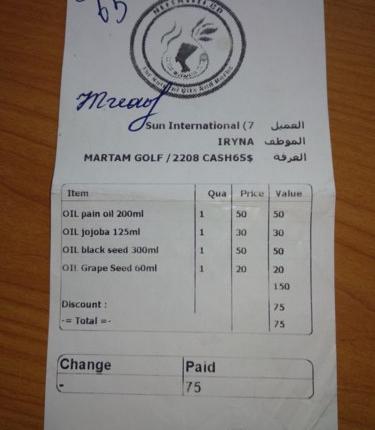 65
NEFERTITI GO
Sun International (7 العميل
IRYNA الموظف
MARTAM GOLF / 2208 CASH65$ الغرفة
Item Qua Price Value
OIL pain oil 200ml 1 50 50
OIL jojoba 125ml 1 30 30
OIL black seed 300ml 1 50 50
OIL Grape Seed 60ml 1 20 20
150
Discount : 75
-= Total =- 75
Change Paid
- 75